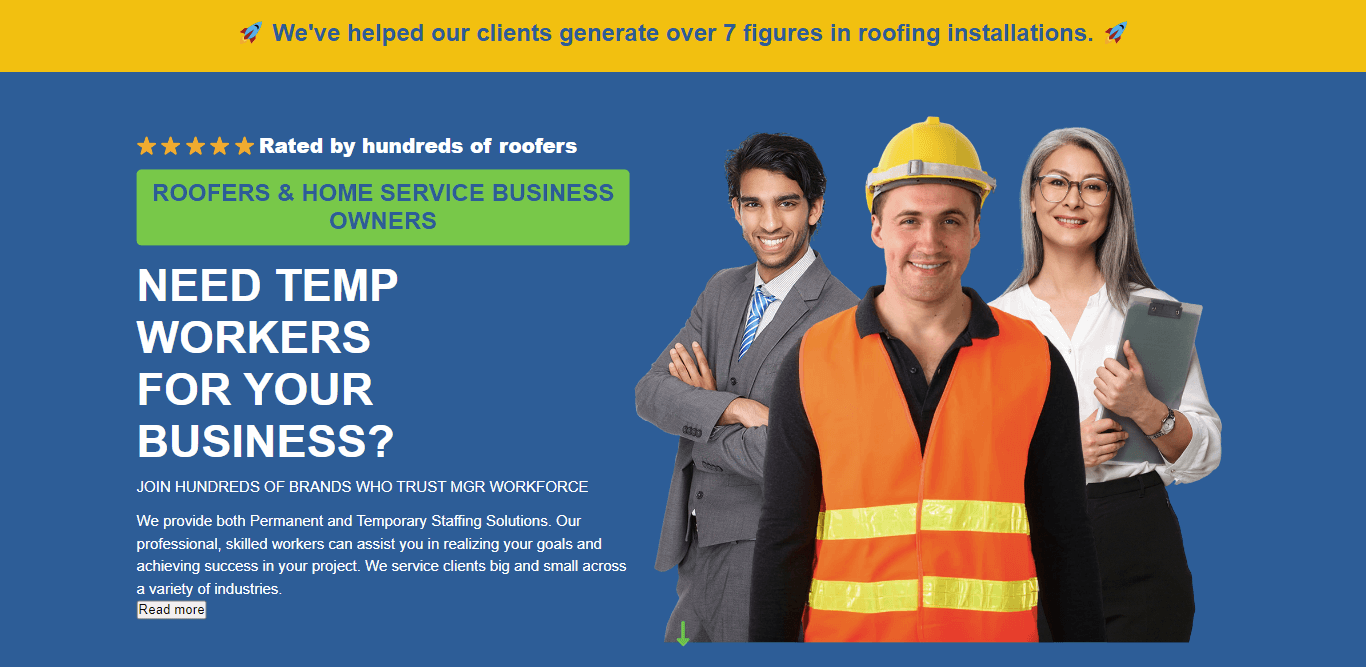 🚀 We've helped our clients generate over 7 figures in roofing installations. 🚀
Rated by hundreds of roofers
ROOFERS & HOME SERVICE BUSINESS
OWNERS
NEED TEMP
WORKERS
FOR YOUR
BUSINESS?
JOIN HUNDREDS OF BRANDS WHO TRUST MGR WORKFORCE
We provide both Permanent and Temporary Staffing Solutions. Our
professional, skilled workers can assist you in realizing your goals and
achieving success in your project. We service clients big and small across
a variety of industries.
Read more